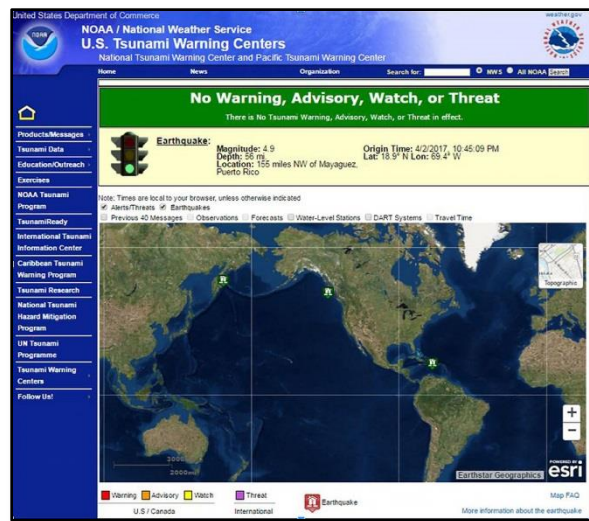 United States Department of Commerce
weather.gov
NOAA / National Weather Service
U.S. Tsunami Warning Centers
National Tsunami Warning Center and Pacific Tsunami Warning Center
Home News Organization Search for: NWS All NOAA Search
No Warning, Advisory, Watch, or Threat
There is No Tsunami Warning, Advisory, Watch, or Threat in effect.
Products/Messages
Tsunami Data
Education/Outreach
Exercises
NOAA Tsunami
Program
TsunamiReady
International Tsunami
Information Center
Caribbean Tsunami
Warning Program
Tsunami Research
National Tsunami
Hazard Mitigation
Program
UN Tsunami
Programme
Tsunami Warning
Centers
Follow Us!
Earthquake:
Magnitude: 4.9
Depth: 56 mi.
Location: 155 miles NW of Mayaguez,
Puerto Rico
Origin Time: 4/2/2017, 10:45:09 PM
Lat: 18.9° N Lon: 69.4° W
Note; Times are local to your browser, unless otherwise indicated
Alerts/Threats Earthquakes
Previous 40 Messages Observations Forecasts Water-Level Stations DART Systems Travel Time
Topographic
+
−
2000mi
Earthstar Geographics
POWERED BY
esri
Warning Advisory Watch Threat Earthquake
U.S / Canada International
Map FAQ
More information about the earthquake